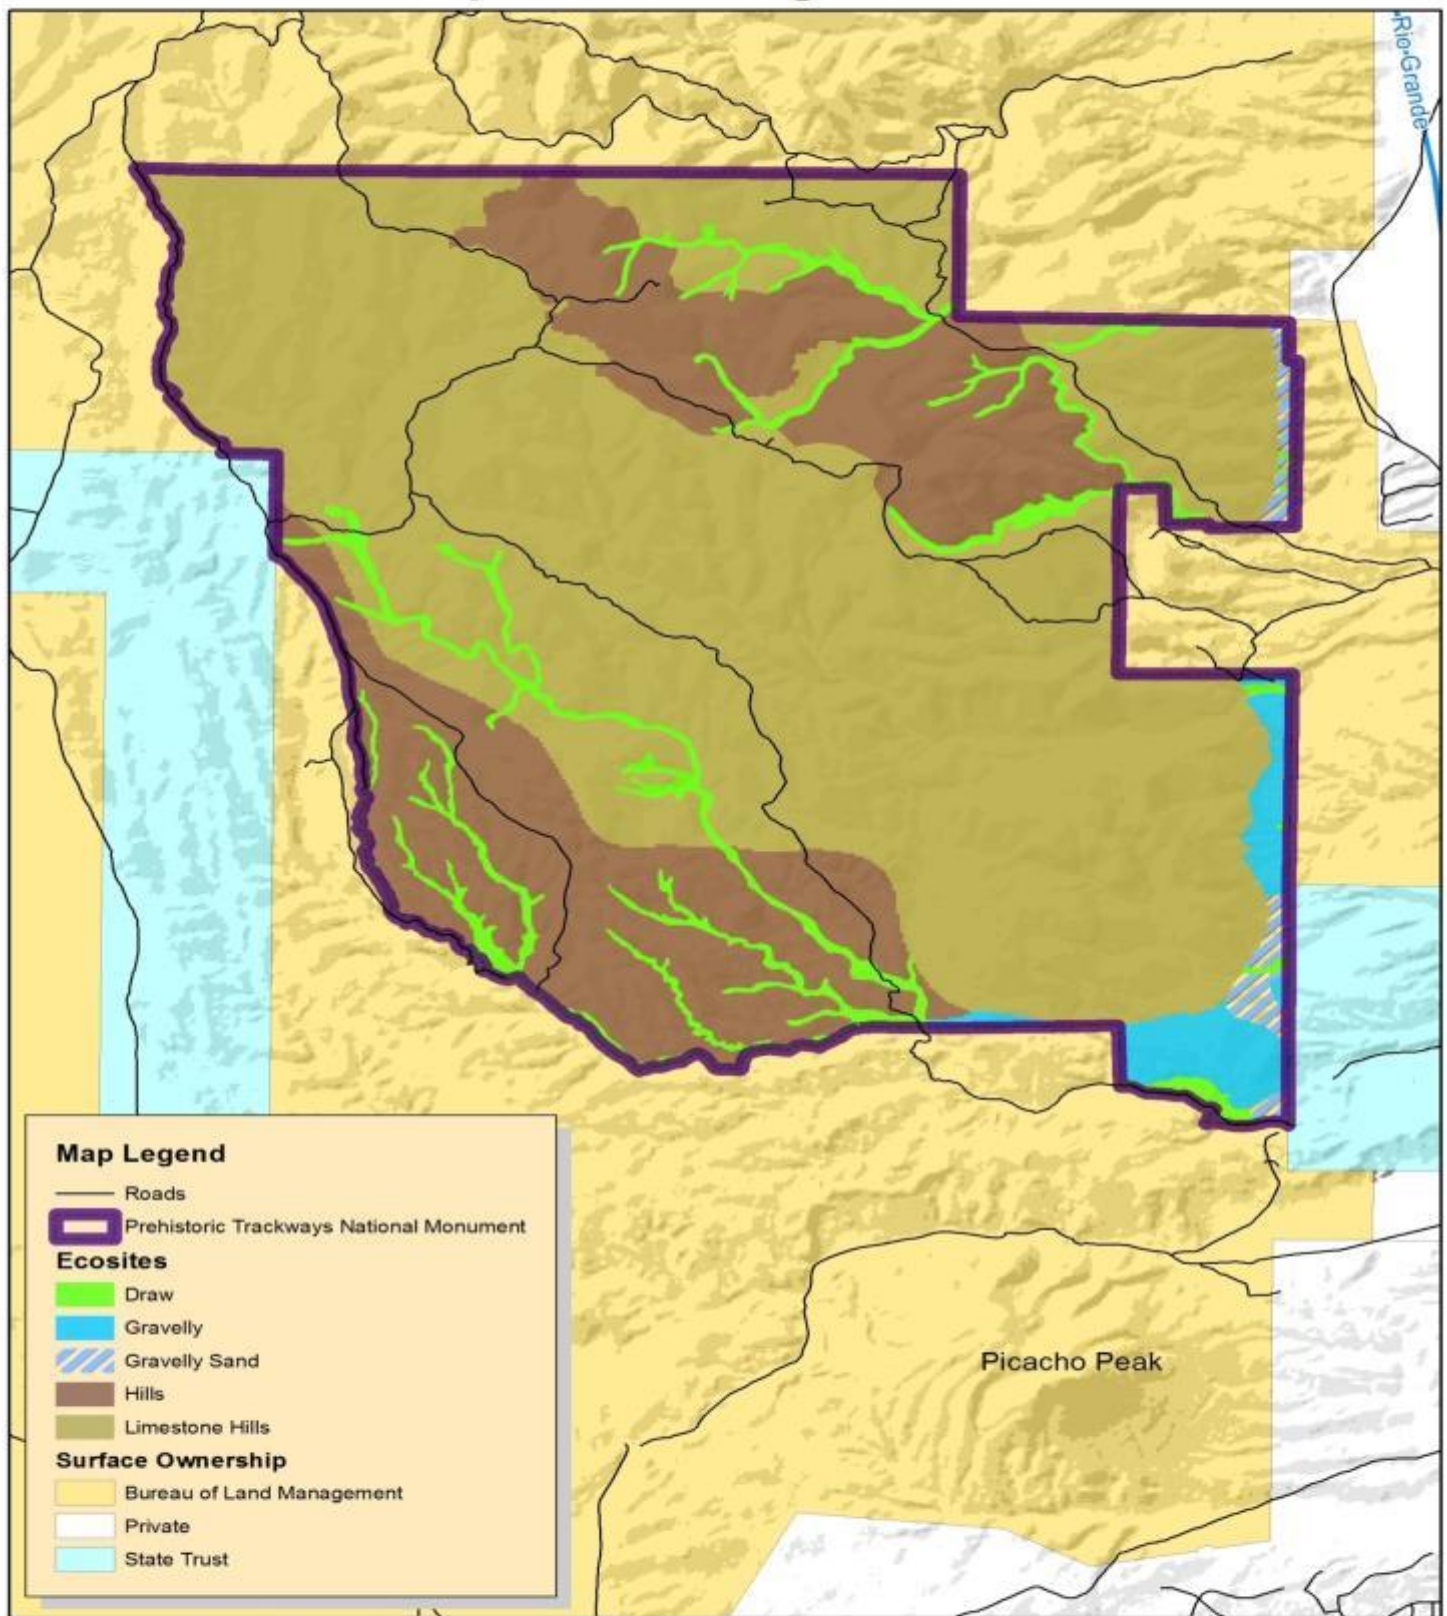 Rio Grande
Picacho Peak
Map Legend
Roads
Prehistoric Trackways National Monument
Ecosites
Draw
Gravelly
Gravelly Sand
Hills
Limestone Hills
Surface Ownership
Bureau of Land Management
Private
State Trust